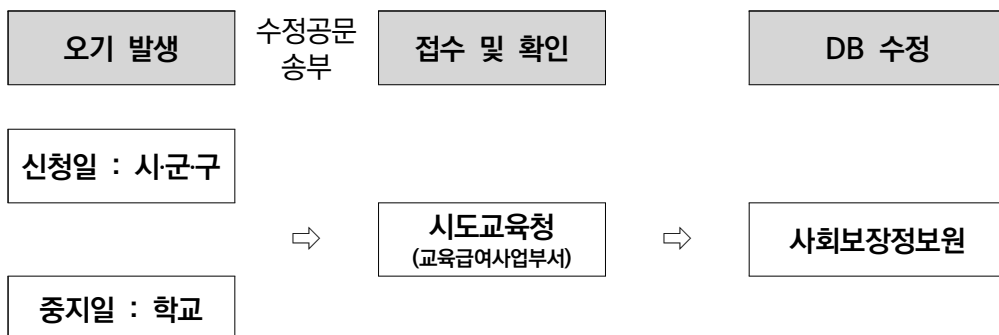 오기 발생
수정공문
송부
접수 및 확인
DB 수정
신청일 : 시·군·구
⇨
시도교육청
(교육급여사업부서)
⇨
사회보장정보원
중지일 : 학교